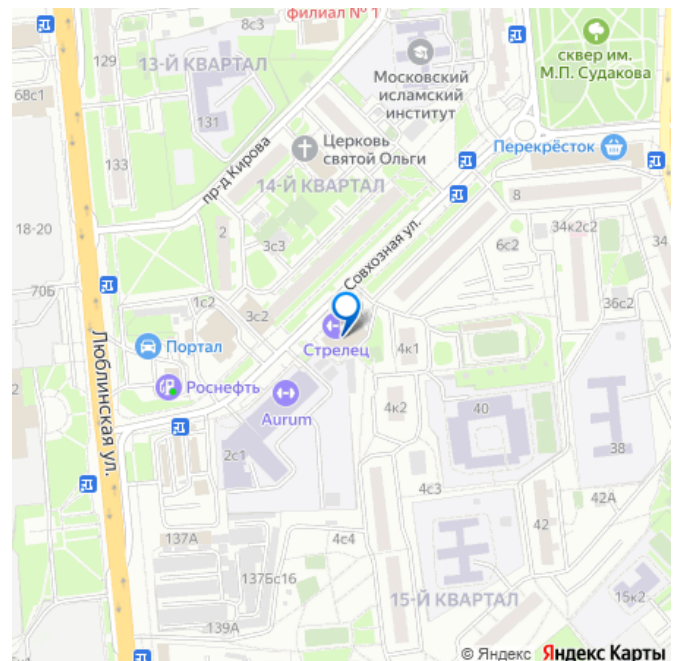 филиал № 1
8с3
129
13-Й КВАРТАЛ
68с1
Московский
исламский
институт
сквер им.
М.П. Судакова
131
133
пр-д Кирова
Церковь
святой Ольги
Перекрёсток
14-Й КВАРТАЛ
8
18-20
2
3с3
Совхозная ул.
34к2с2
6с2
34
70Б
1с2
3с2
36с2
Портал
Стрелец
4к1
Люблинская ул.
Роснефть
Aurum
4к2
40
2с1
38
4с3
42А
137А
4с4
42
137Бс16
15-Й КВАРТАЛ
15к2
139А
© Яндекс Яндекс Карты